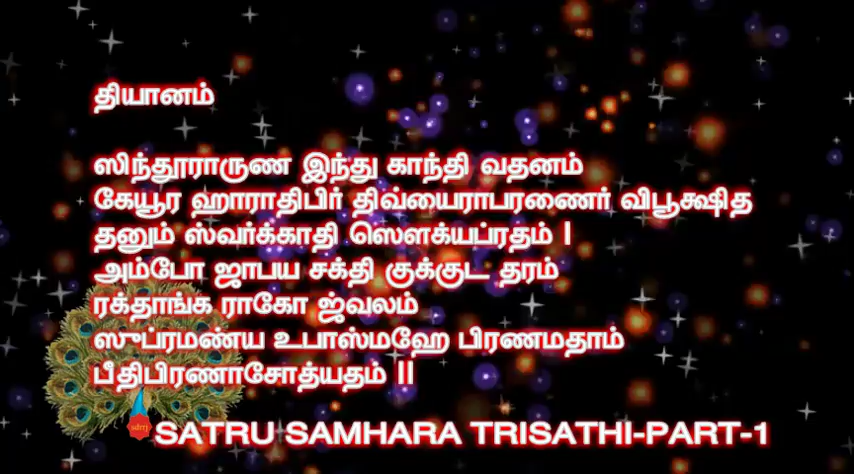 தியானம்
ஸிந்தூராருண இந்து காந்தி வதனம்
கேயூர ஹாராதிபிர் திவ்யைராபரணைர் விபூக்ஷித
தனும் ஸ்வர்க்காதி ஸௌக்யப்ரதம் |
அம்போ ஜாபய சக்தி குக்குட தரம்
ரக்தாங்க ராகோ ஜ்வலம்
ஸுப்ரமண்ய உபாஸ்மஹே பிரணமதாம்
பீதிபிரணாசோத்யதம் ||
SATRU SAMHARA TRISATHI-PART-1